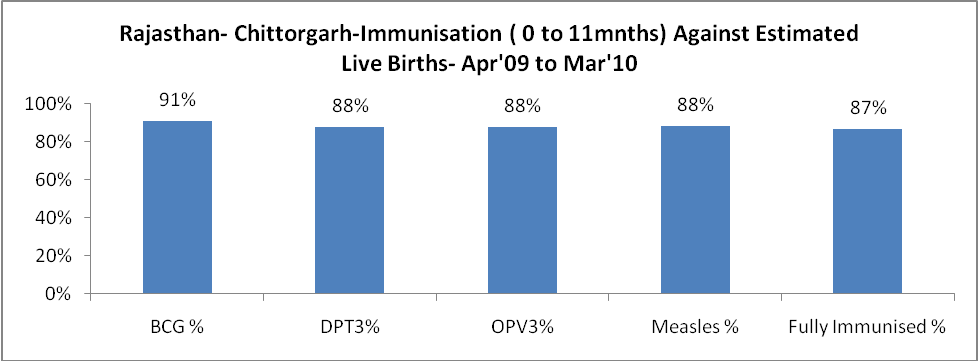 Rajasthan- Chittorgarh-Immunisation ( 0 to 11mnths) Against Estimated
Live Births- Apr'09 to Mar'10
91% 88% 88% 88% 87%
100%
80%
60%
40%
20%
0%
BCG % DPT3% OPV3% Measles % Fully Immunised %